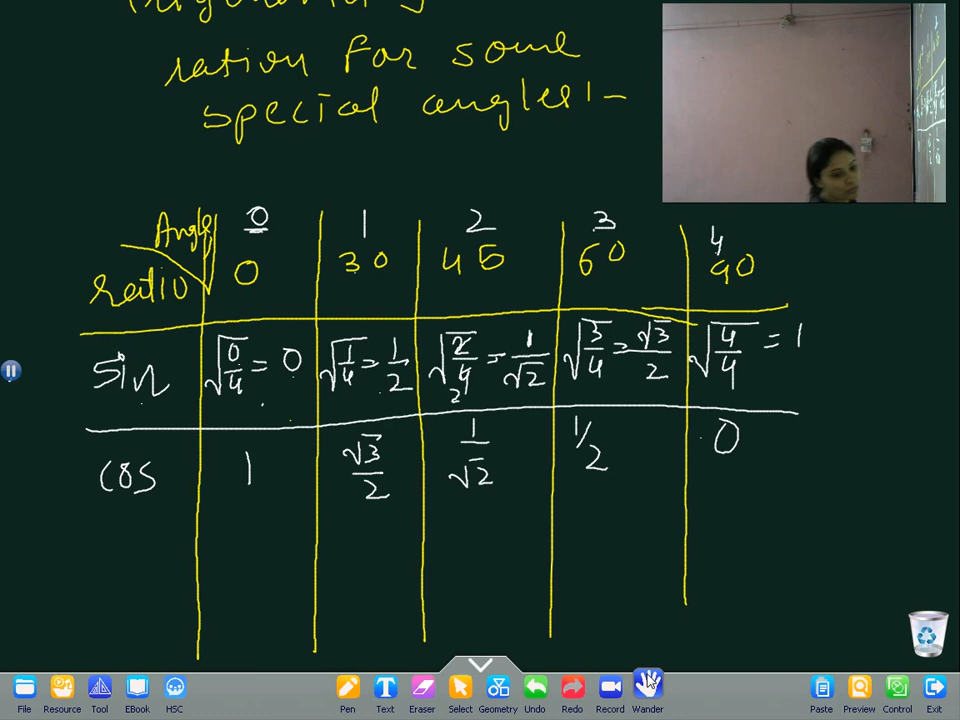 ration for some
special angles:-
Angle 0 1 2 3 4
ratio 0 30 45 60 90
sin √0/4 = 0 √1/4 = 1/2 √2/4 = 1/√2 √3/4 = √3/2 √4/4 = 1
2
cos 1 √3/2 1/√2 1/2 0
File Resource Tool EBook HSC Pen Text Eraser Select Geometry Undo Redo Record Wander Paste Preview Control Exit